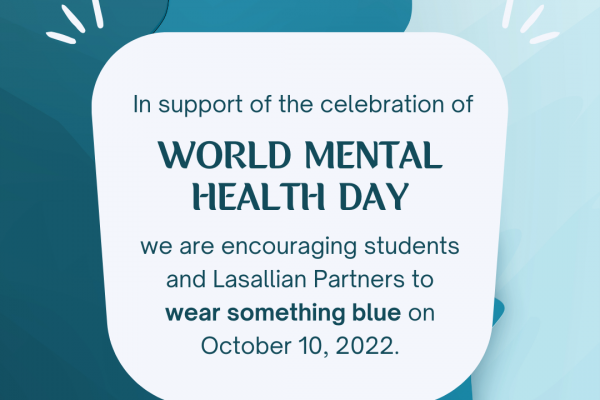 In support of the celebration of
WORLD MENTAL
HEALTH DAY
we are encouraging students
and Lasallian Partners to
wear something blue on
October 10, 2022.